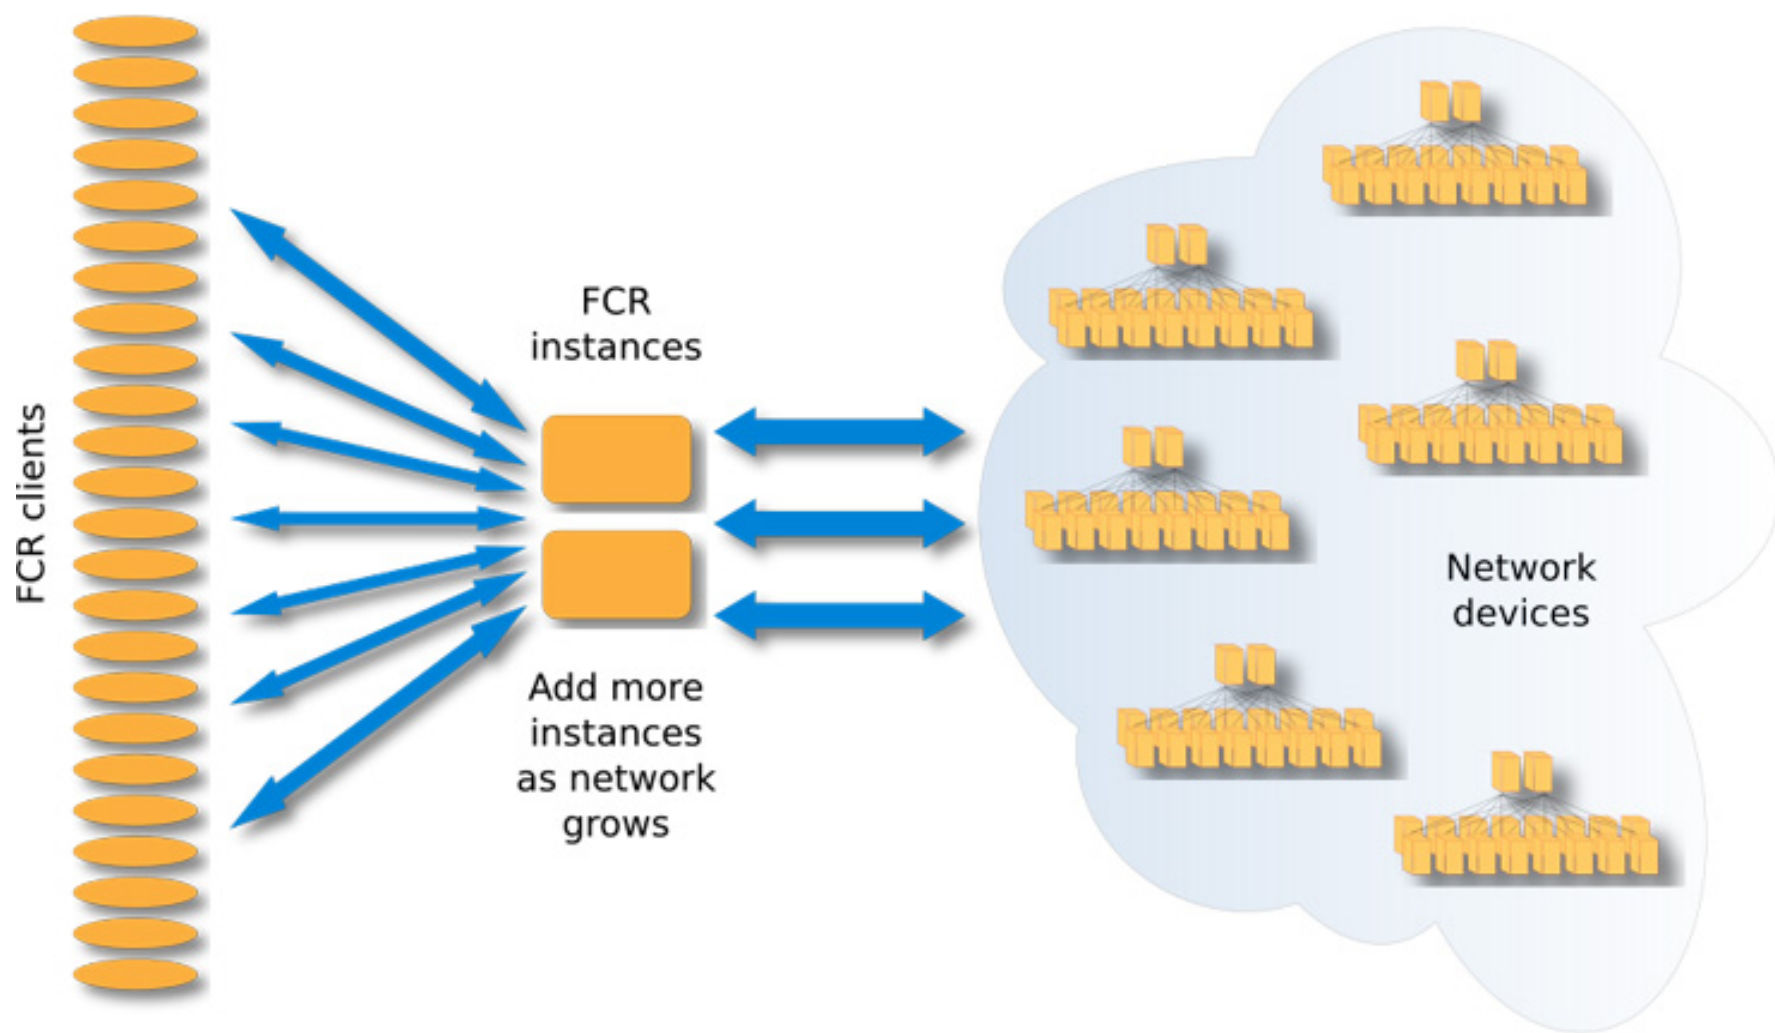 FCR clients
FCR
instances
Add more
instances
as network
grows
Network
devices